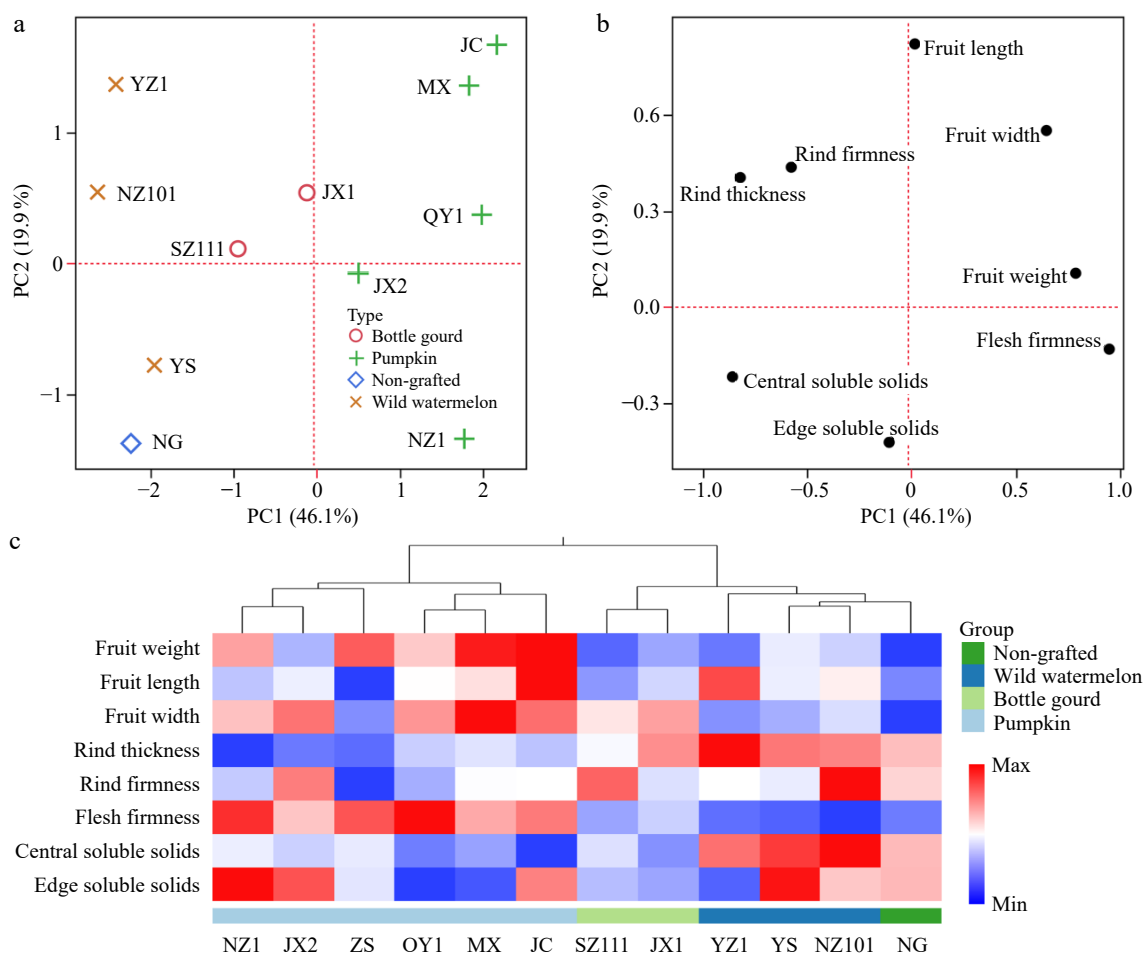 a
JC
MX
YZ1
NZ101
JX1
QY1
SZ111
JX2
YS
NG
NZ1
Type
Bottle gourd
Pumpkin
Non-grafted
Wild watermelon
1
0
−1
PC2 (19.9%)
−2
−1
0
1
2
PC1 (46.1%)
b
Fruit length
Fruit width
Rind firmness
Rind thickness
Fruit weight
Flesh firmness
Central soluble solids
Edge soluble solids
0.6
0.3
0.0
−0.3
PC2 (19.9%)
−1.0
−0.5
0
0.5
1.0
PC1 (46.1%)
c
Fruit weight
Fruit length
Fruit width
Rind thickness
Rind firmness
Flesh firmness
Central soluble solids
Edge soluble solids
NZ1 JX2 ZS OY1 MX JC SZ111 JX1 YZ1 YS NZ101 NG
Group
Non-grafted
Wild watermelon
Bottle gourd
Pumpkin
Max
Min